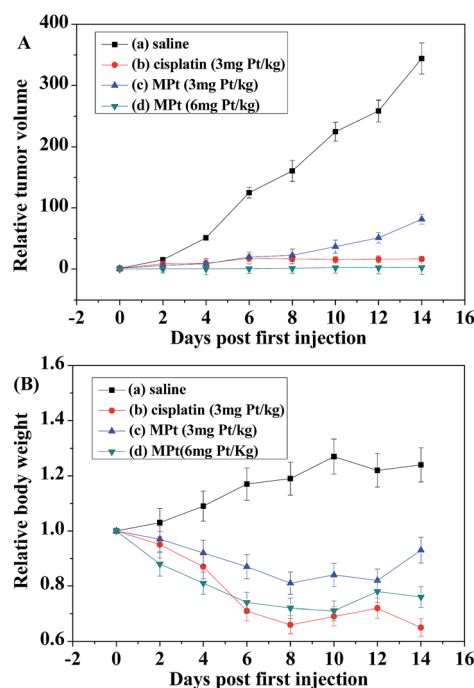 A
400
300
200
100
0
Relative tumor volume
(a) saline
(b) cisplatin (3mg Pt/kg)
(c) MPt (3mg Pt/kg)
(d) MPt (6mg Pt/kg)
-2 0 2 4 6 8 10 12 14 16
Days post first injection
(B)
1.6
1.4
1.2
1.0
0.8
0.6
Relative body weight
(a) saline
(b) cisplatin (3mg Pt/kg)
(c) MPt (3mg Pt/kg)
(d) MPt(6mg Pt/Kg)
-2 0 2 4 6 8 10 12 14 16
Days post first injection